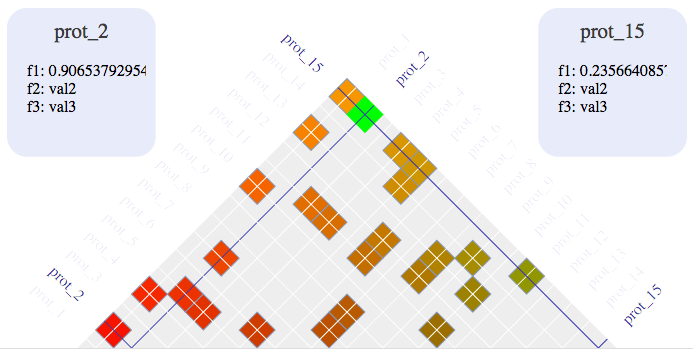 prot_2
f1: 0.90653792954
f2: val2
f3: val3
prot_15
f1: 0.235664085
f2: val2
f3: val3
prot_15
prot_14
prot_13
prot_12
prot_11
prot_10
prot_9
prot_8
prot_7
prot_6
prot_5
prot_4
prot_3
prot_2
prot_1
prot_1
prot_2
prot_3
prot_4
prot_5
prot_6
prot_7
prot_8
prot_9
prot_10
prot_11
prot_12
prot_13
prot_14
prot_15